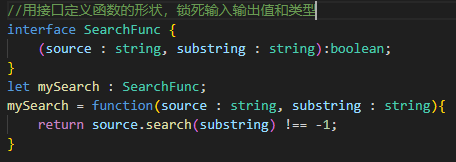 //用接口定义函数的形状，锁死输入输出值和类型
interface SearchFunc {
    (source : string, substring : string):boolean;
}
let mySearch : SearchFunc;
mySearch = function(source : string, substring : string){
    return source.search(substring) !== -1;
}